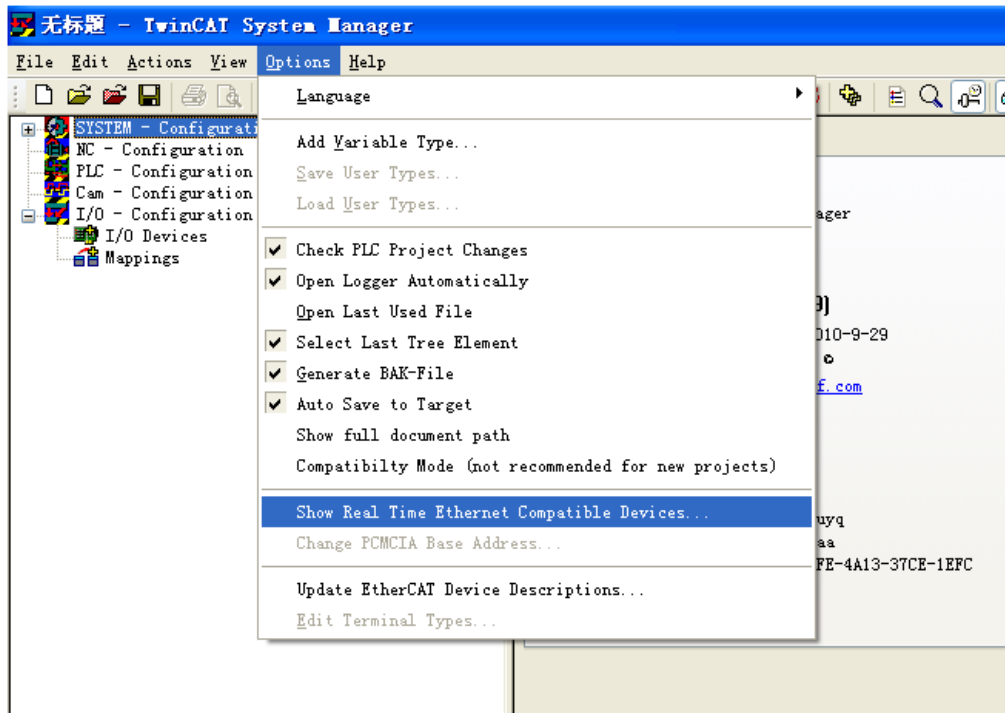 无标题 - TwinCAT System Manager
File Edit Actions View Options Help
Language
SYSTEM - Configurati
NC - Configuration
PLC - Configuration
Cam - Configuration
I/O - Configuration
I/O Devices
Mappings
Add Variable Type...
Save User Types...
Load User Types...
Check PLC Project Changes
Open Logger Automatically
Open Last Used File
Select Last Tree Element
Generate BAK-File
Auto Save to Target
Show full document path
Compatibilty Mode (not recommended for new projects)
Show Real Time Ethernet Compatible Devices...
Change PCMCIA Base Address...
Update EtherCAT Device Descriptions...
Edit Terminal Types...
ager
9)
010-9-29
©
f.com
uyq
aa
FE-4A13-37CE-1EFC